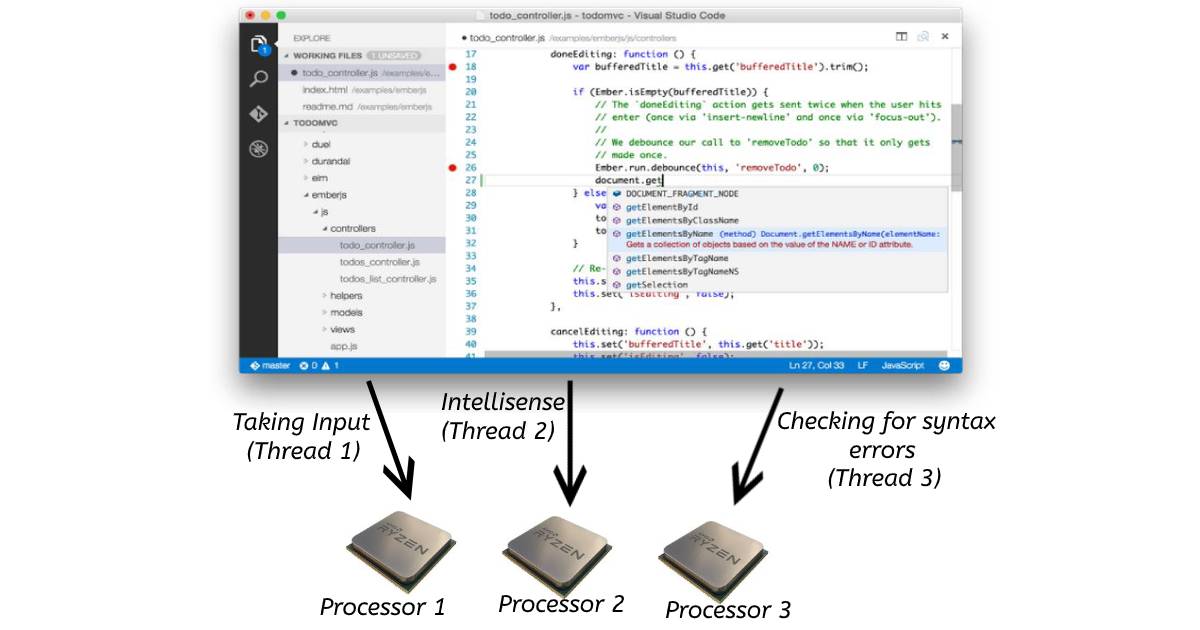 todo_controller.js - todomvc - Visual Studio Code
EXPLORE
WORKING FILES 1 UNSAVED
todo_controller.js /examples/e...
index.html /examples/emberjs
readme.md /examples/emberjs
TODOMVC
duel
durandal
elm
emberjs
js
controllers
todo_controller.js
todos_controller.js
todos_list_controller.js
helpers
models
views
app.js
todo_controller.js /examples/emberjs/js/controllers
17 doneEditing: function () {
18 var bufferedTitle = this.get('bufferedTitle').trim();
19
20 if (Ember.isEmpty(bufferedTitle)) {
21 // The `doneEditing` action gets sent twice when the user hits
22 // enter (once via 'insert-newline' and once via 'focus-out').
23 //
24 // We debounce our call to 'removeTodo' so that it only gets
25 // made once.
26 Ember.run.debounce(this, 'removeTodo', 0);
27 document.get
28 } else
29 va
30 to
31 to
32 }
33
34 // Re-
35 this.s
36 this.set('isEditing', false);
37 },
38
39 cancelEditing: function () {
40 this.set('bufferedTitle', this.get('title'));
41 this.set('isEditing', false);
DOCUMENT_FRAGMENT_NODE
getElementById
getElementsByClassName
getElementsByName (method) Document.getElementsByName(elementName:
Gets a collection of objects based on the value of the NAME or ID attribute.
getElementsByTagName
getElementsByTagNameNS
getSelection
1
master 0 1
Ln 27, Col 33 LF JavaScript
Taking Input
(Thread 1)
Intellisense
(Thread 2)
Checking for syntax
errors
(Thread 3)
AMD
RYZEN
AMD
RYZEN
AMD
RYZEN
Processor 1
Processor 2
Processor 3